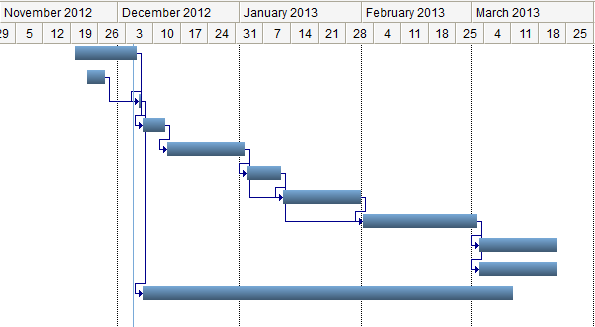 November 2012 December 2012 January 2013 February 2013 March 2013
29 5 12 19 26 3 10 17 24 31 7 14 21 28 4 11 18 25 4 11 18 25